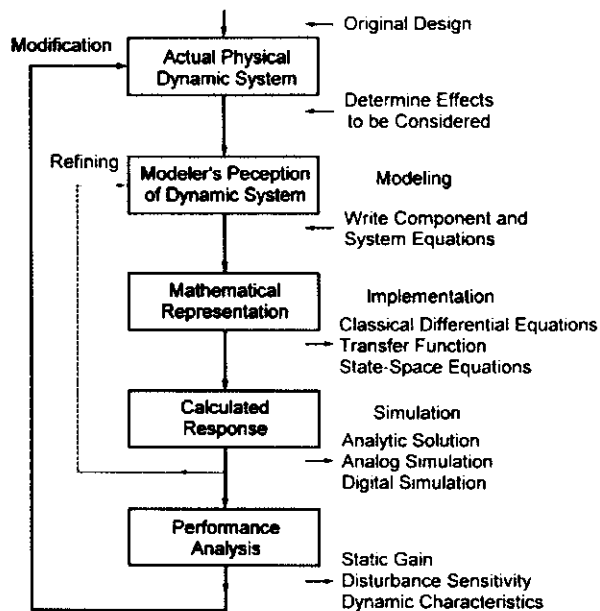 Original Design
Modification
Actual Physical
Dynamic System
Determine Effects
to be Considered
Refining
Modeler's Peception
of Dynamic System
Modeling
Write Component and
System Equations
Mathematical
Representation
Implementation
Classical Differential Equations
Transfer Function
State-Space Equations
Calculated
Response
Simulation
Analytic Solution
Analog Simulation
Digital Simulation
Performance
Analysis
Static Gain
Disturbance Sensitivity
Dynamic Characteristics